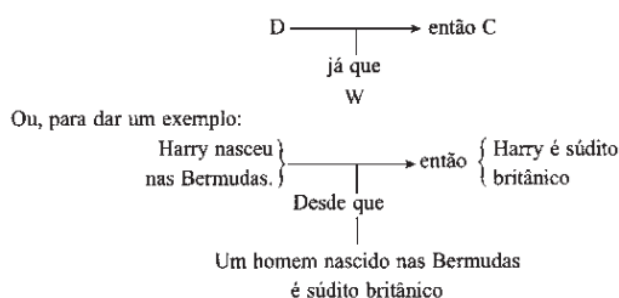 D então C
já que
W
Ou, para dar um exemplo:
Harry nasceu
nas Bermudas.
então
Harry é súdito
britânico
Desde que
Um homem nascido nas Bermudas
é súdito britânico